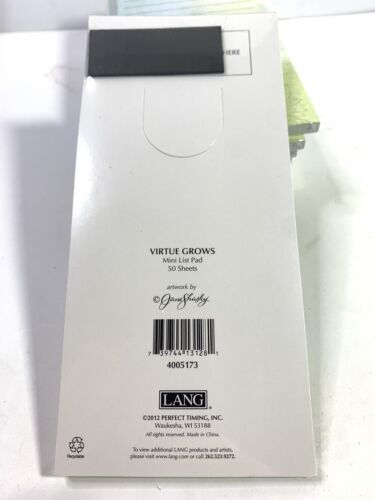 HERE
VIRTUE GROWS
Mini List Pad
50 Sheets
artwork by
© Jane Shasky
7 39744 13128 1
4005173
LANG
©2012 PERFECT TIMING, INC.
Waukesha, WI 53188
All rights reserved. Made in China.
Recyclable
To view additional LANG products and artists,
please visit www.lang.com or call 262.523.9272.